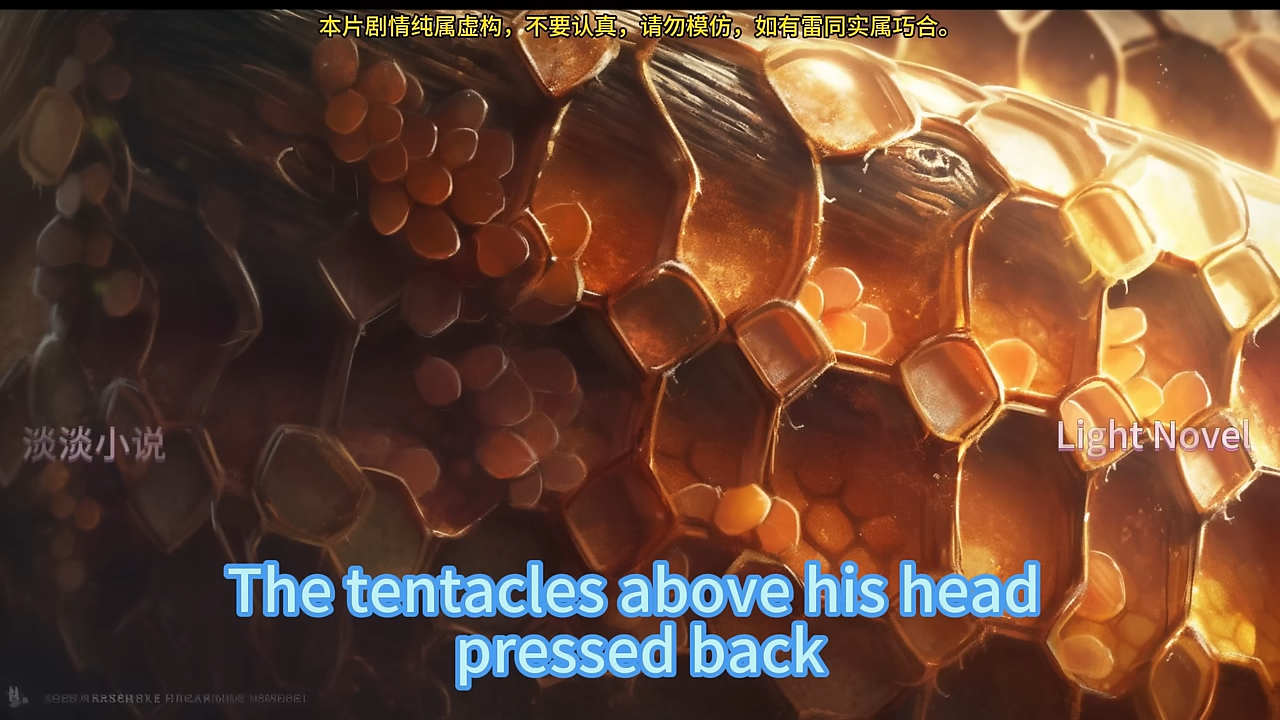 本片剧情纯属虚构，不要认真，请勿模仿，如有雷同实属巧合。
淡淡小说
Light Novel
The tentacles above his head
pressed back